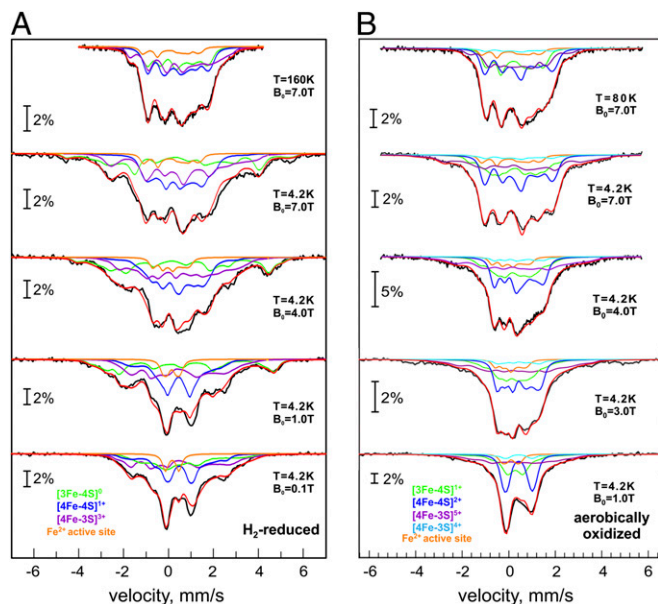 A
T=160K
B₀=7.0T
2%
T=4.2K
B₀=7.0T
2%
T=4.2K
B₀=4.0T
2%
T=4.2K
B₀=1.0T
2%
2%
T=4.2K
B₀=0.1T
[3Fe-4S]⁰
[4Fe-4S]¹⁺
[4Fe-3S]³⁺
Fe²⁺ active site
H₂-reduced
-6 -4 -2 0 2 4 6
velocity, mm/s
B
T=80K
B₀=7.0T
2%
T=4.2K
B₀=7.0T
2%
5%
T=4.2K
B₀=4.0T
T=4.2K
B₀=3.0T
2%
2%
T=4.2K
B₀=1.0T
[3Fe-4S]¹⁺
[4Fe-4S]²⁺
[4Fe-3S]⁵⁺
[3Fe-4S]⁴⁺
Fe²⁺ active site
aerobically
oxidized
-6 -4 -2 0 2 4 6
velocity, mm/s